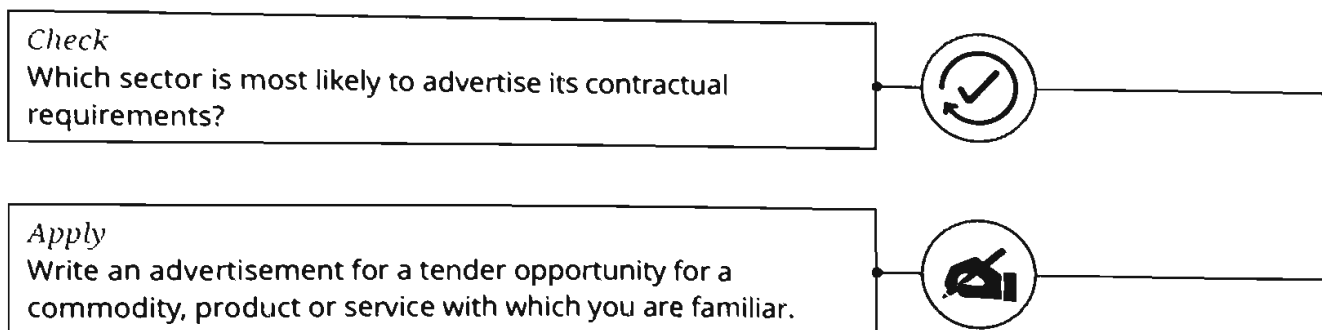 Check
Which sector is most likely to advertise its contractual
requirements?
Apply
Write an advertisement for a tender opportunity for a
commodity, product or service with which you are familiar.